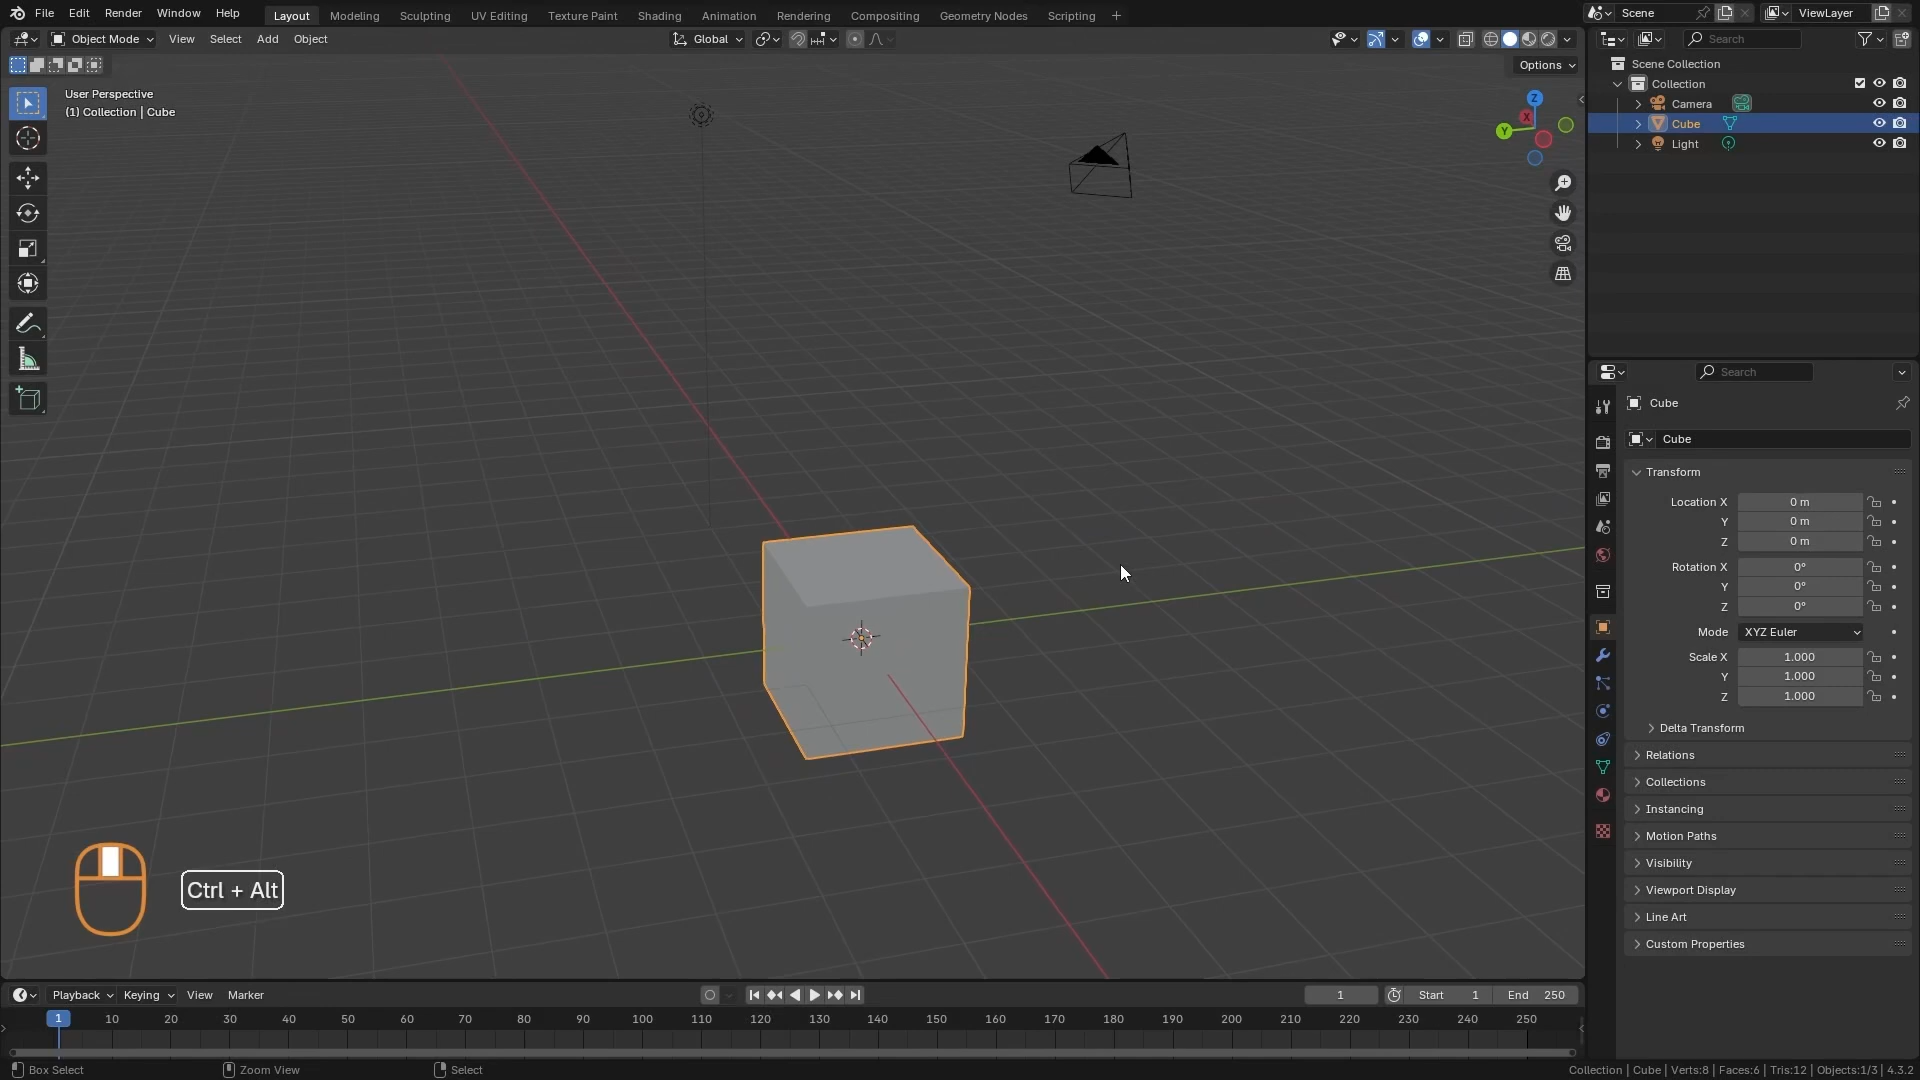 File Edit Render Window Help Layout Modeling Sculpting UV Editing Texture Paint Shading Animation Rendering Compositing Geometry Nodes Scripting + Scene ViewLayer
Object Mode View Select Add Object Global Search
Options
User Perspective
(1) Collection | Cube
Z
X
Y
Scene Collection
Collection
Camera
Cube
Light
Search
Cube
Cube
Transform
Location X 0 m
Y 0 m
Z 0 m
Rotation X 0°
Y 0°
Z 0°
Mode XYZ Euler
Scale X 1.000
Y 1.000
Z 1.000
Delta Transform
Relations
Collections
Instancing
Motion Paths
Visibility
Viewport Display
Line Art
Custom Properties
Ctrl + Alt
Playback Keying View Marker 1 Start 1 End 250
1 10 20 30 40 50 60 70 80 90 100 110 120 130 140 150 160 170 180 190 200 210 220 230 240 250
Box Select Zoom View Select Collection | Cube | Verts:8 | Faces:6 | Tris:12 | Objects:1/3 | 4.3.2